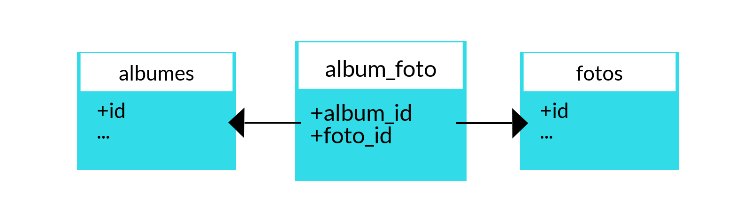 albumes
+id
...
album_foto
+album_id
+foto_id
fotos
+id
...